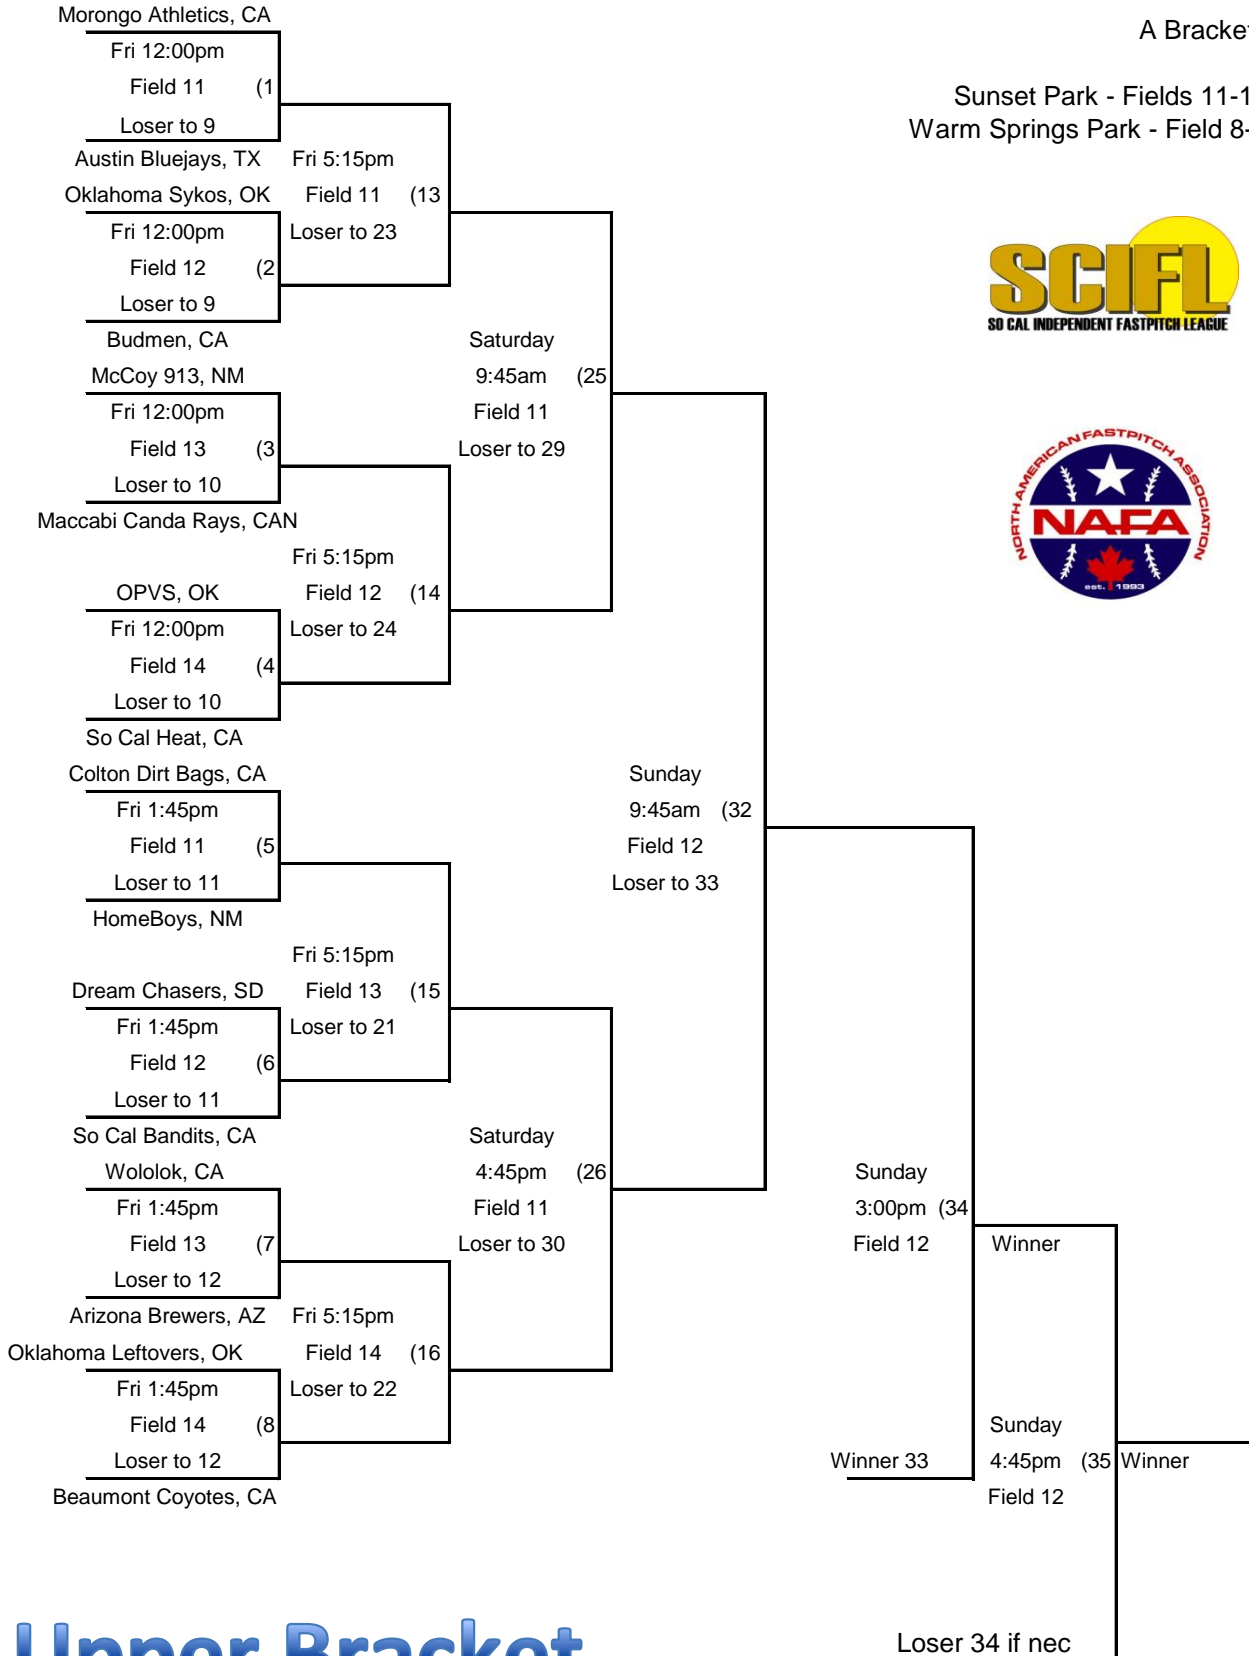 Morongo Athletics, CA
Fri 12:00pm
Field 11 (1
Loser to 9
Austin Bluejays, TX
Oklahoma Sykos, OK
Fri 12:00pm
Field 12 (2
Loser to 9
Budmen, CA
McCoy 913, NM
Fri 12:00pm
Field 13 (3
Loser to 10
Maccabi Canda Rays, CAN
OPVS, OK
Fri 12:00pm
Field 14 (4
Loser to 10
So Cal Heat, CA
Colton Dirt Bags, CA
Fri 1:45pm
Field 11 (5
Loser to 11
HomeBoys, NM
Dream Chasers, SD
Fri 1:45pm
Field 12 (6
Loser to 11
So Cal Bandits, CA
Wololok, CA
Fri 1:45pm
Field 13 (7
Loser to 12
Arizona Brewers, AZ
Oklahoma Leftovers, OK
Fri 1:45pm
Field 14 (8
Loser to 12
Beaumont Coyotes, CA
Fri 5:15pm
Field 11 (13
Loser to 23
Fri 5:15pm
Field 12 (14
Loser to 24
Fri 5:15pm
Field 13 (15
Loser to 21
Fri 5:15pm
Field 14 (16
Loser to 22
Saturday
9:45am (25
Field 11
Loser to 29
Saturday
4:45pm (26
Field 11
Loser to 30
Sunday
9:45am (32
Field 12
Loser to 33
Sunday
3:00pm (34
Field 12
Winner 33
Winner
Sunday
4:45pm (35
Field 12
Winner
Loser 34 if nec
A Bracket
Sunset Park - Fields 11-1
Warm Springs Park - Field 8-
SCIFL
SO CAL INDEPENDENT FASTPITCH LEAGUE
NORTH AMERICAN FASTPITCH ASSOCIATION
NAFA
est. 1993
Upper Bracket